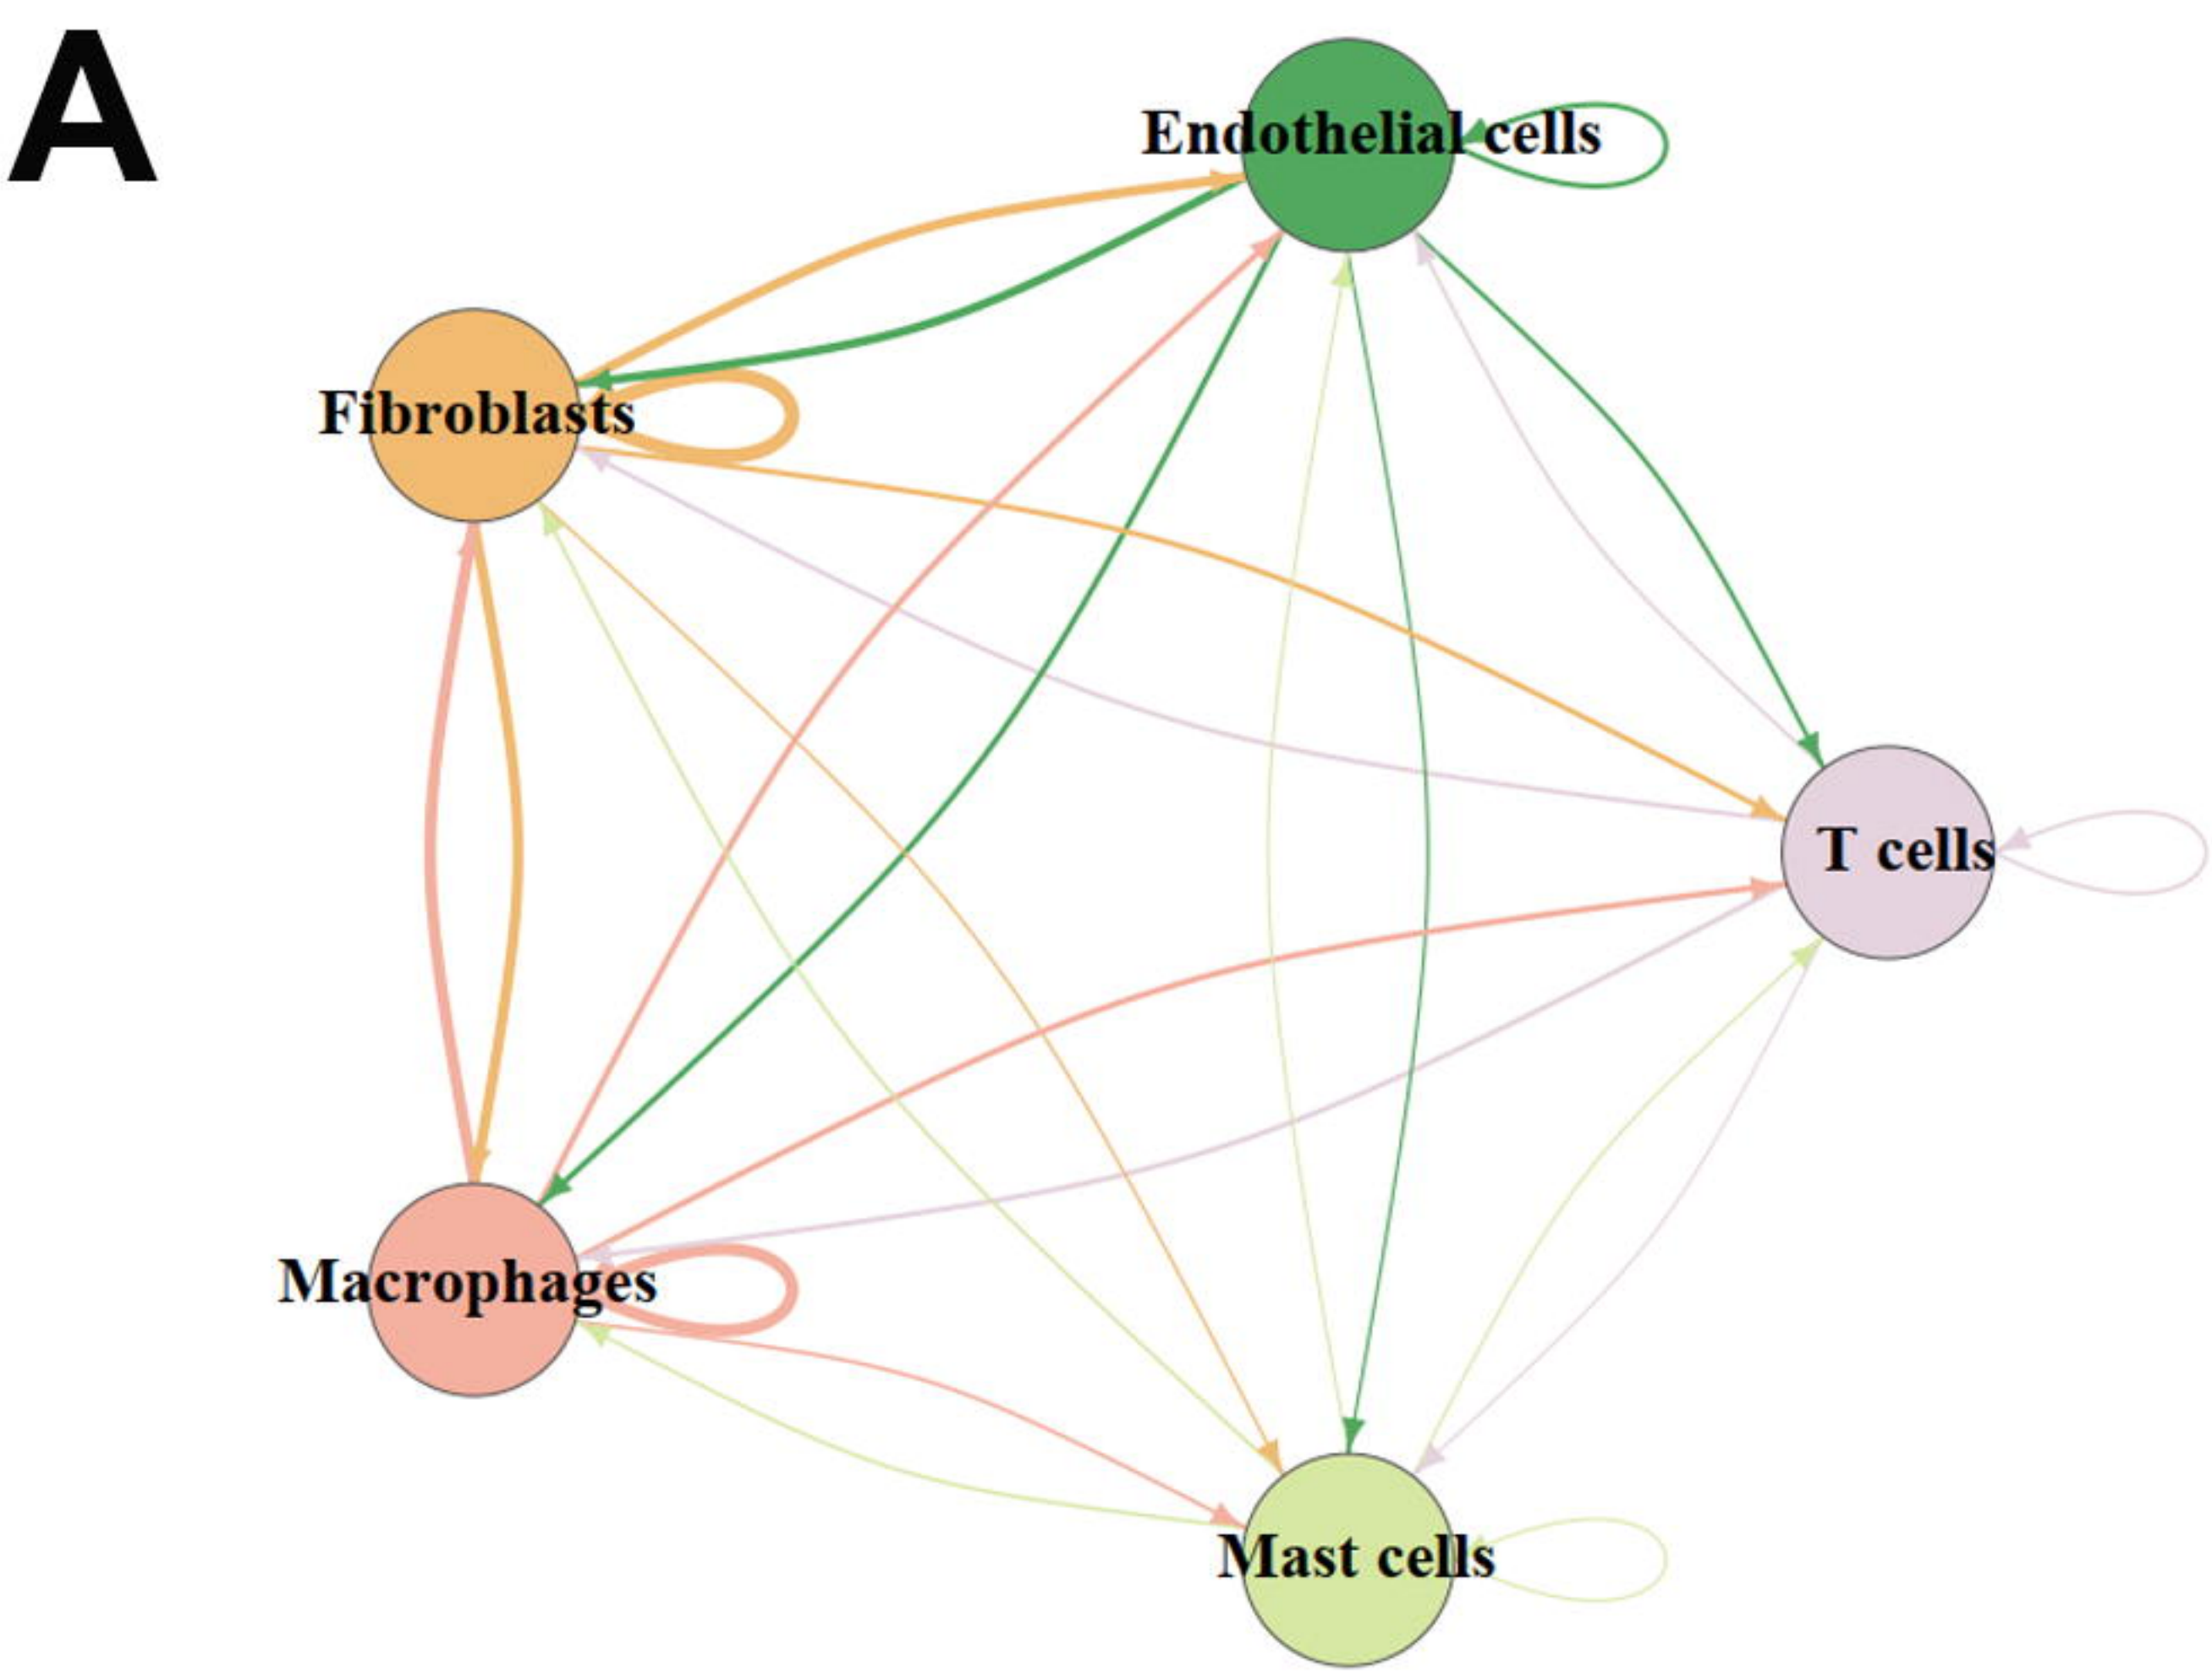 A
Endothelial cells
Fibroblasts
T cells
Macrophages
Mast cells